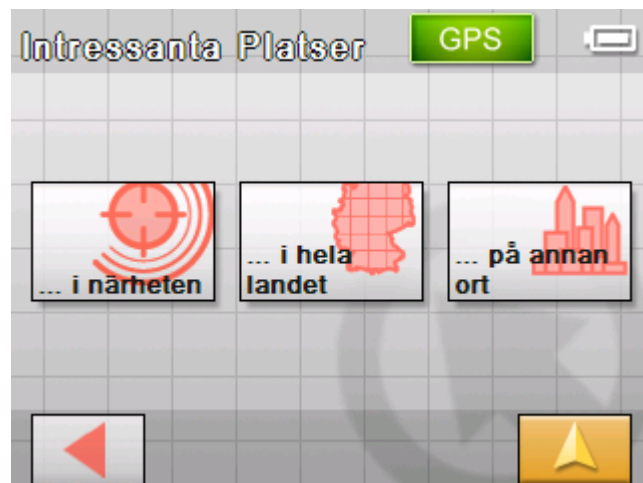 Intressanta Platser
GPS
... i närheten
... i hela
landet
... på annan
ort